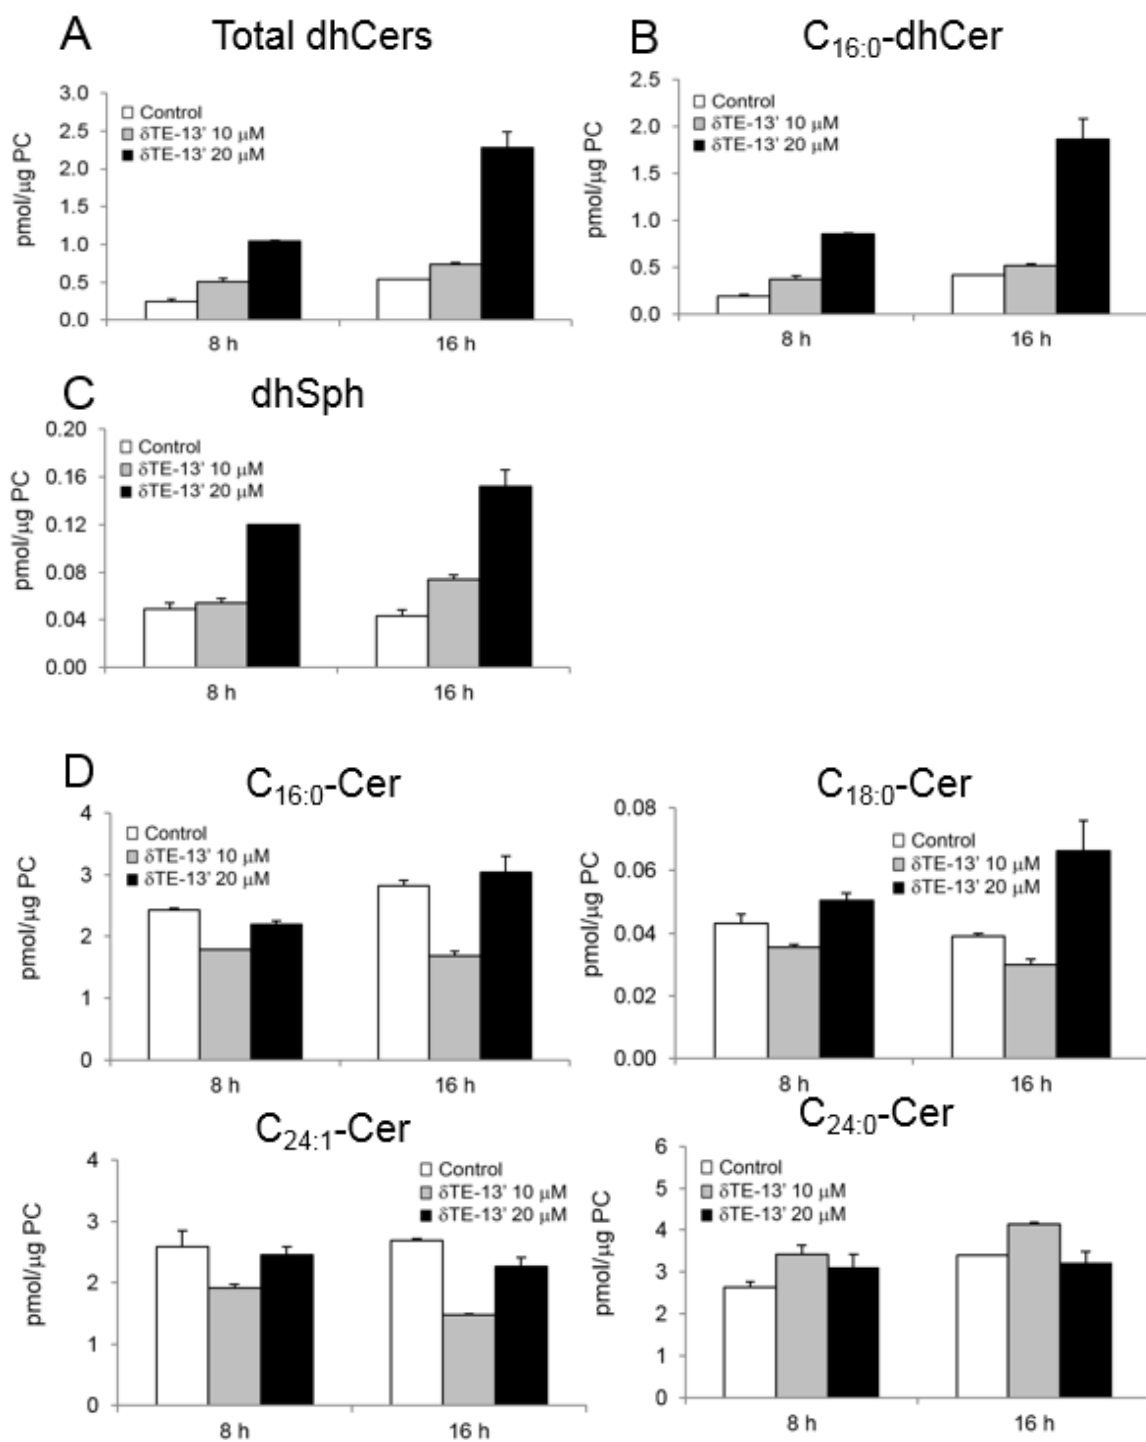 A Total dhCers
pmol/μg PC
3.0
2.5
2.0
1.5
1.0
0.5
0.0
Control
δTE-13' 10 μM
δTE-13' 20 μM
8 h 16 h
B C16:0-dhCer
pmol/μg PC
2.5
2.0
1.5
1.0
0.5
0.0
Control
δTE-13' 10 μM
δTE-13' 20 μM
8 h 16 h
C dhSph
pmol/μg PC
0.20
0.16
0.12
0.08
0.04
0.00
Control
δTE-13' 10 μM
δTE-13' 20 μM
8 h 16 h
D C16:0-Cer
pmol/μg PC
4
3
2
1
0
Control
δTE-13' 10 μM
δTE-13' 20 μM
8 h 16 h
C18:0-Cer
pmol/μg PC
0.08
0.06
0.04
0.02
0.00
Control
δTE-13' 10 μM
δTE-13' 20 μM
8 h 16 h
C24:1-Cer
pmol/μg PC
4
3
2
1
0
Control
δTE-13' 10 μM
δTE-13' 20 μM
8 h 16 h
C24:0-Cer
pmol/μg PC
6
5
4
3
2
1
0
Control
δTE-13' 10 μM
δTE-13' 20 μM
8 h 16 h